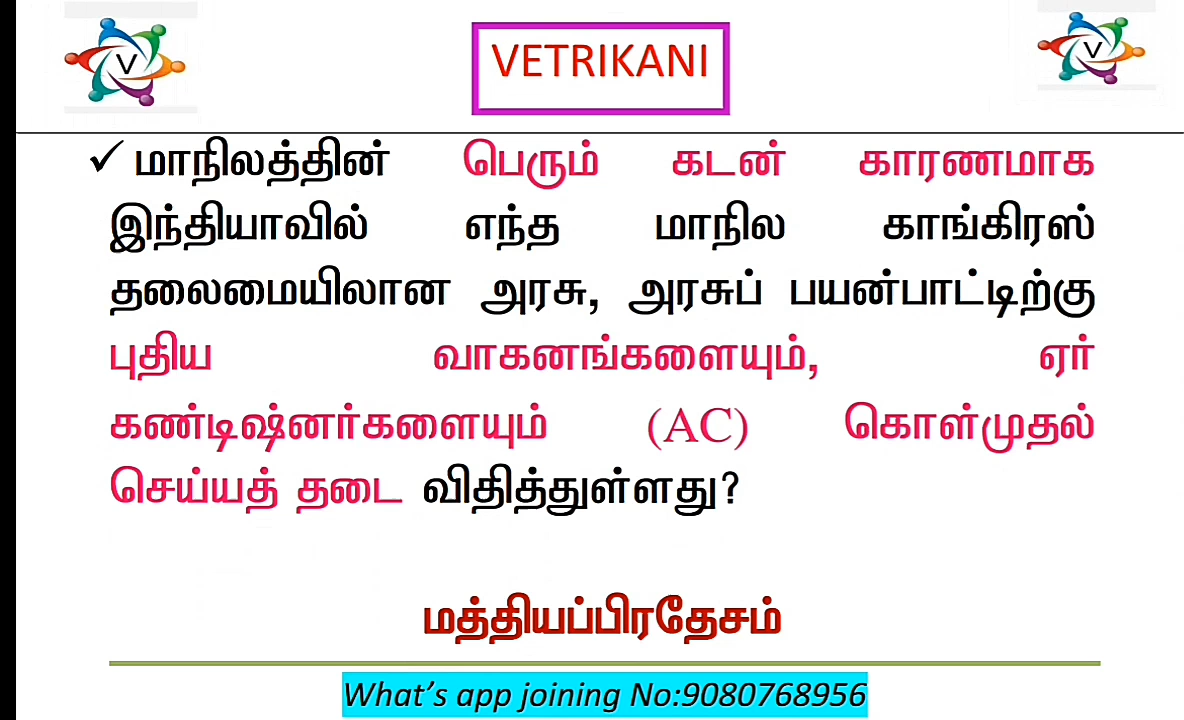 V
VETRIKANI
V
✓ மாநிலத்தின் பெரும் கடன் காரணமாக
இந்தியாவில் எந்த மாநில காங்கிரஸ்
தலைமையிலான அரசு, அரசுப் பயன்பாட்டிற்கு
புதிய வாகனங்களையும், ஏர்
கண்டிஷ்னர்களையும் (AC) கொள்முதல்
செய்யத் தடை விதித்துள்ளது?
மத்தியப்பிரதேசம்
What's app joining No:9080768956